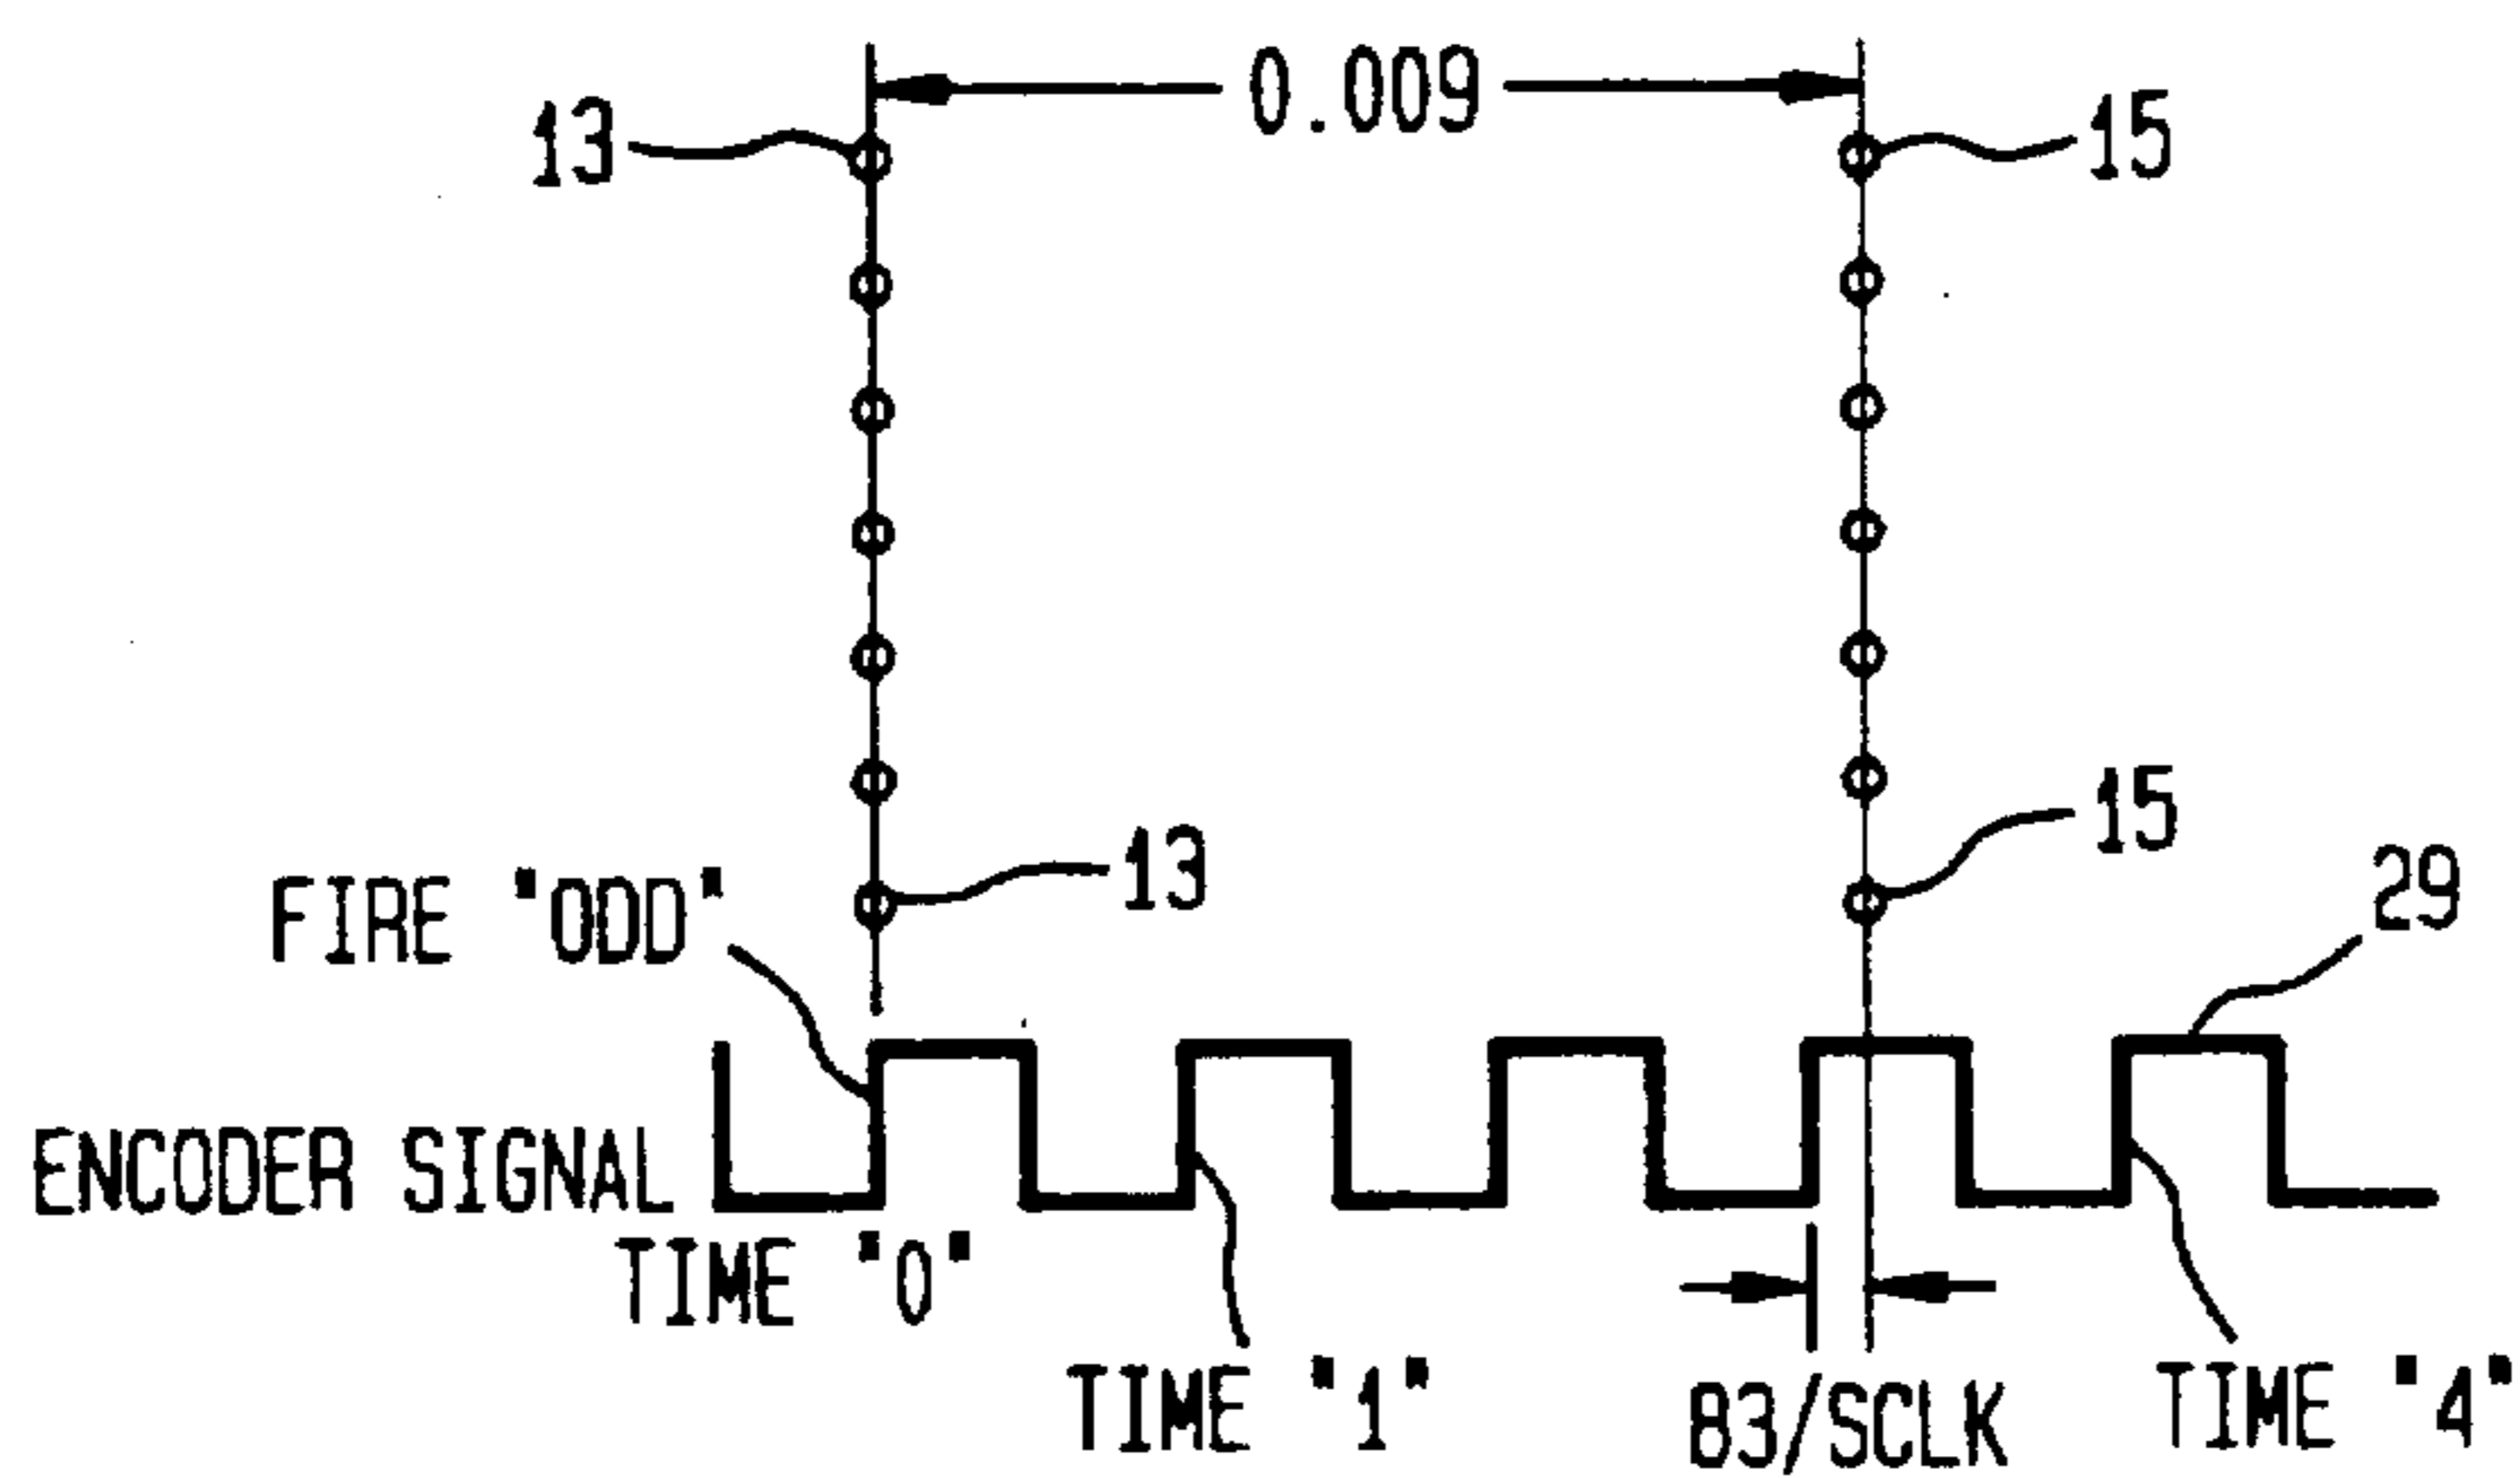 0.009
13
15
15
13
29
FIRE "ODD"
ENCODER SIGNAL
TIME "0"
TIME "1"
83/SCLK
TIME "4"